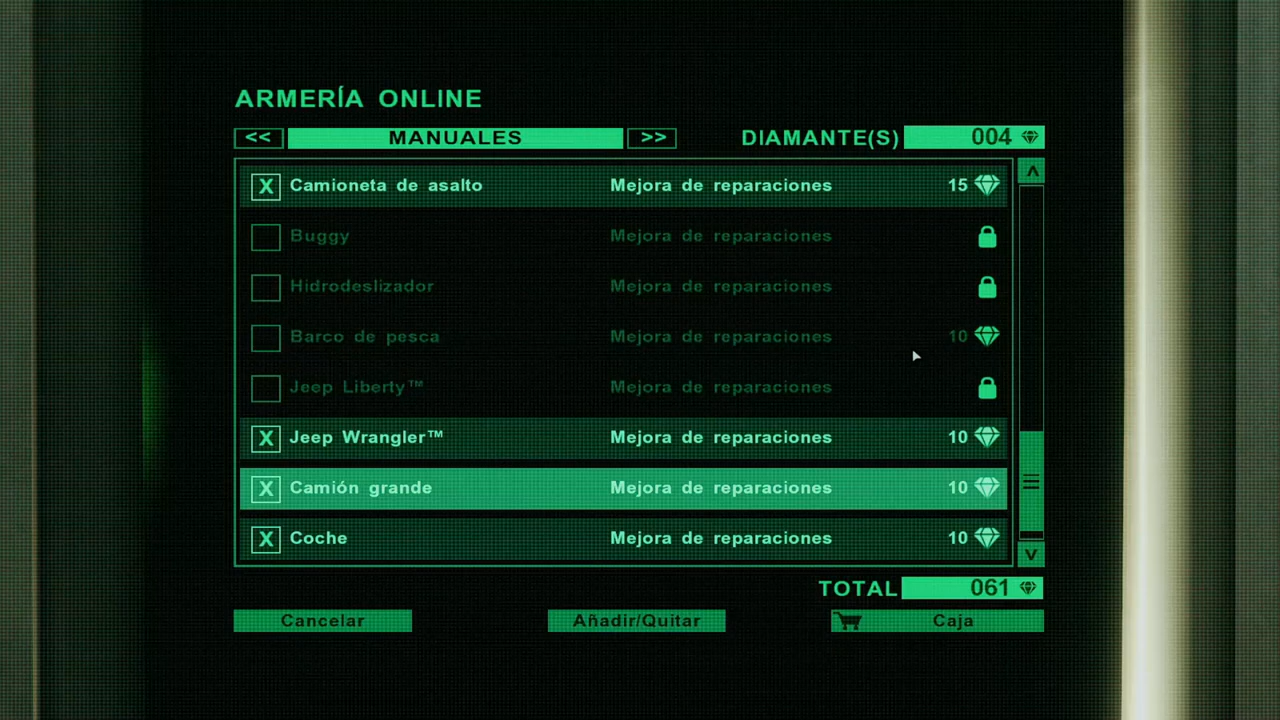 ARMERÍA ONLINE
<< MANUALES >> DIAMANTE(S) 004
X Camioneta de asalto Mejora de reparaciones 15
Buggy Mejora de reparaciones
Hidrodeslizador Mejora de reparaciones
Barco de pesca Mejora de reparaciones 10
Jeep Liberty™ Mejora de reparaciones
X Jeep Wrangler™ Mejora de reparaciones 10
X Camión grande Mejora de reparaciones 10
X Coche Mejora de reparaciones 10
TOTAL 061
Cancelar Añadir/Quitar Caja